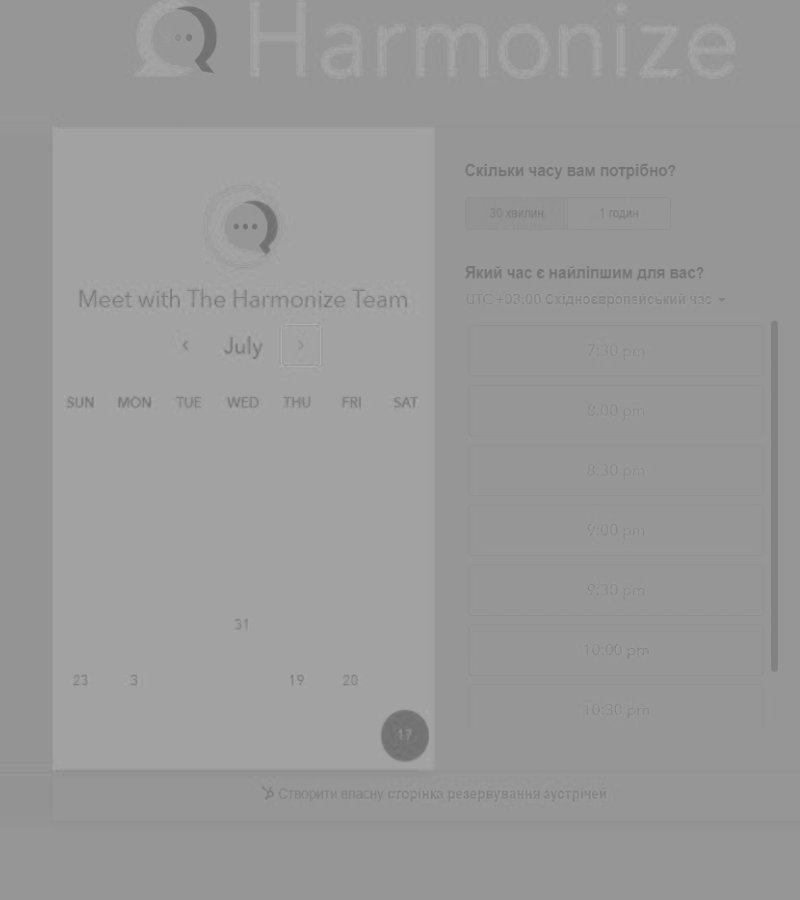 Harmonize
Meet with The Harmonize Team
July
SUN MON TUE WED THU FRI SAT
31
23 3 19 20
17
Скільки часу вам потрібно?
30 хвилин 1 годин
Який час є найліпшим для вас?
UTC +03:00 Східноєвропейський час
7:30 pm
8:00 pm
8:30 pm
9:00 pm
9:30 pm
10:00 pm
10:30 pm
Створити власну сторінка резервування зустрічей